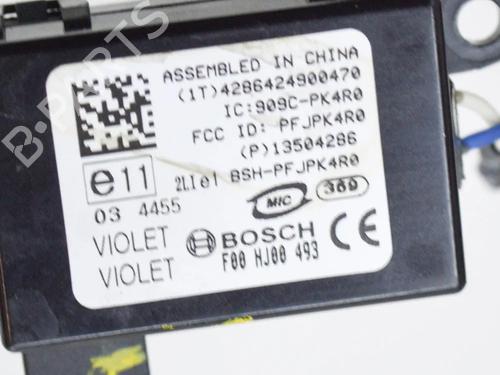 B-PARTS
ASSEMBLED IN CHINA
(1T)4286424900470
IC:909C-PK4R0
FCC ID: PFJPK4R0
(P)13504286
e11 21I01 BSH-PFJPK4R0
03 4455 MIC 369
VIOLET BOSCH CE
VIOLET F00 HJ00 493